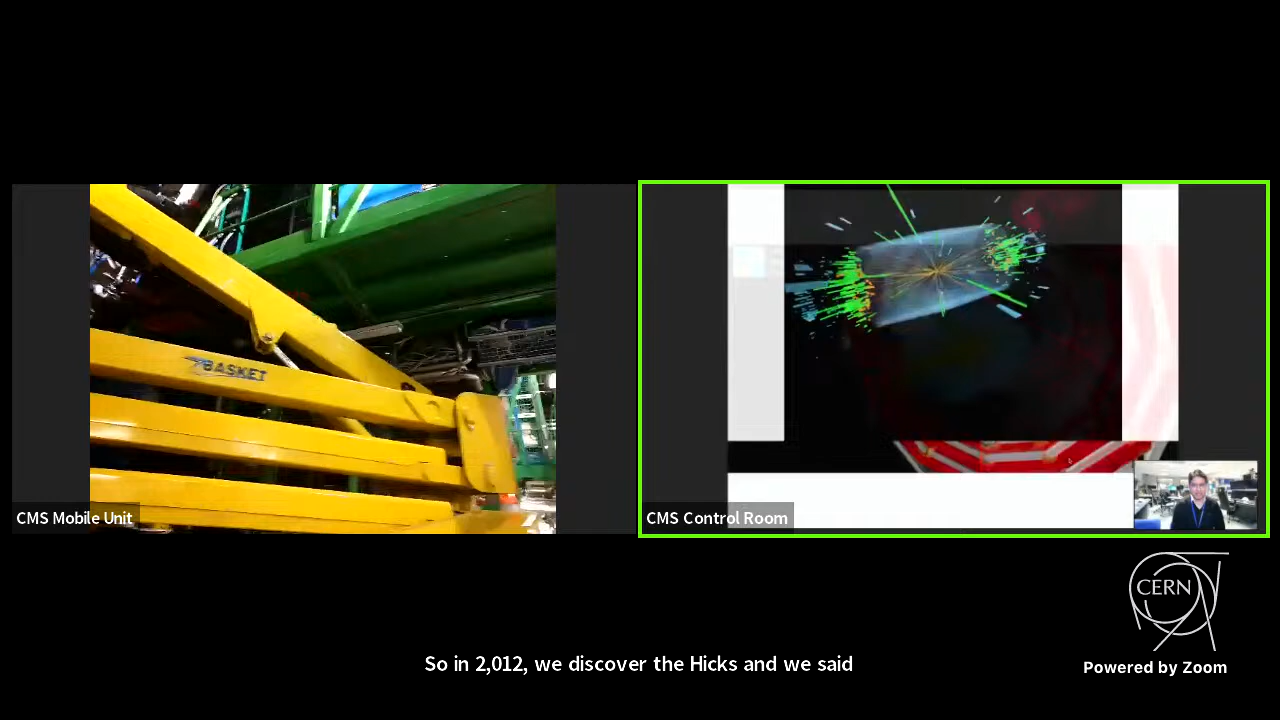 BASKET
CMS Mobile Unit
CMS Control Room
CERN
Powered by Zoom
So in 2,012, we discover the Hicks and we said